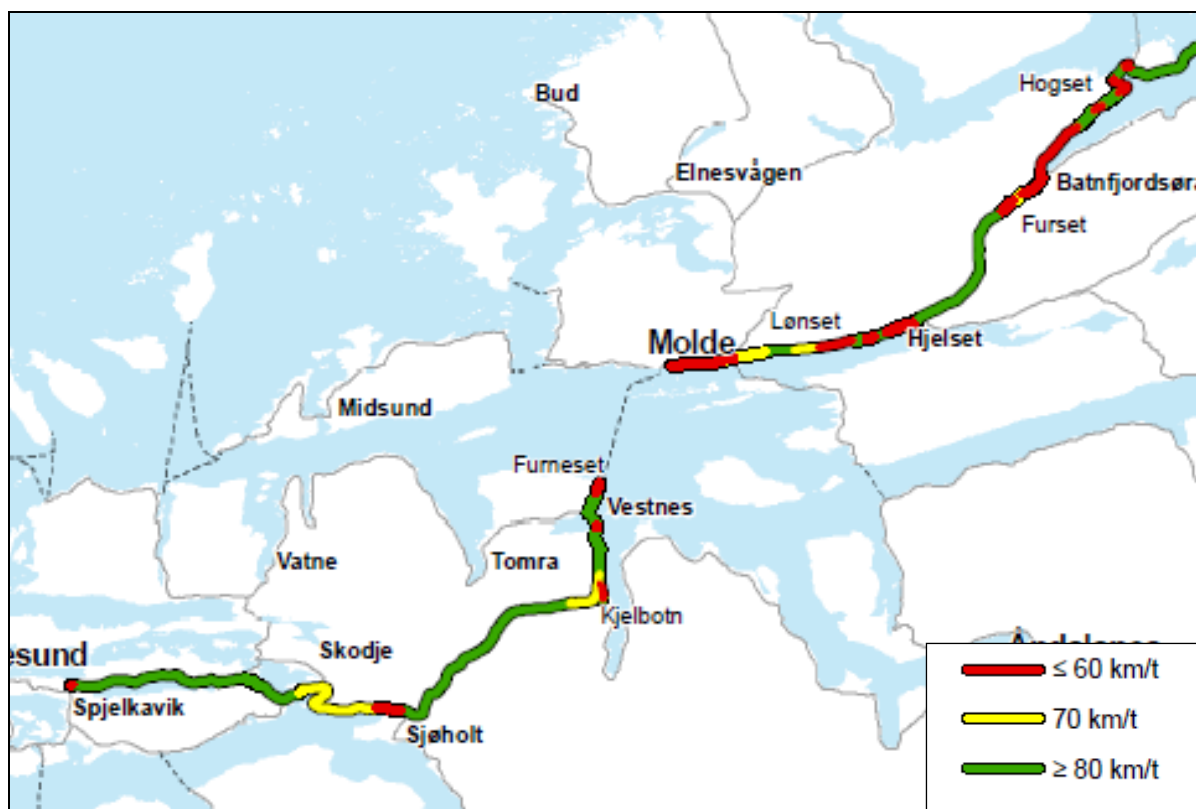 Hogset
Bud
Elnesvågen
Batnfjordsøra
Furset
Lønset
Molde
Hjelset
Midsund
Furneset
Vestnes
Vatne
Tomra
Kjelbotn
Skodje
esund
Spjelkavik
Sjøholt
≤ 60 km/t
70 km/t
≥ 80 km/t